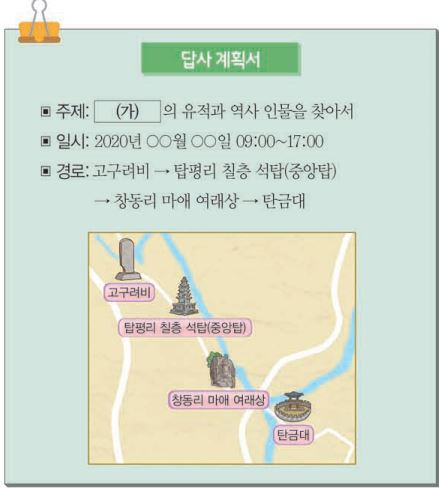 답사 계획서
▣ 주제: (가) 의 유적과 역사 인물을 찾아서
▣ 일시: 2020년 ○○월 ○○일 09:00~17:00
▣ 경로: 고구려비 → 탑평리 칠층 석탑(중앙탑)
→ 창동리 마애 여래상 → 탄금대
고구려비
탑평리 칠층 석탑(중앙탑)
창동리 마애 여래상
탄금대